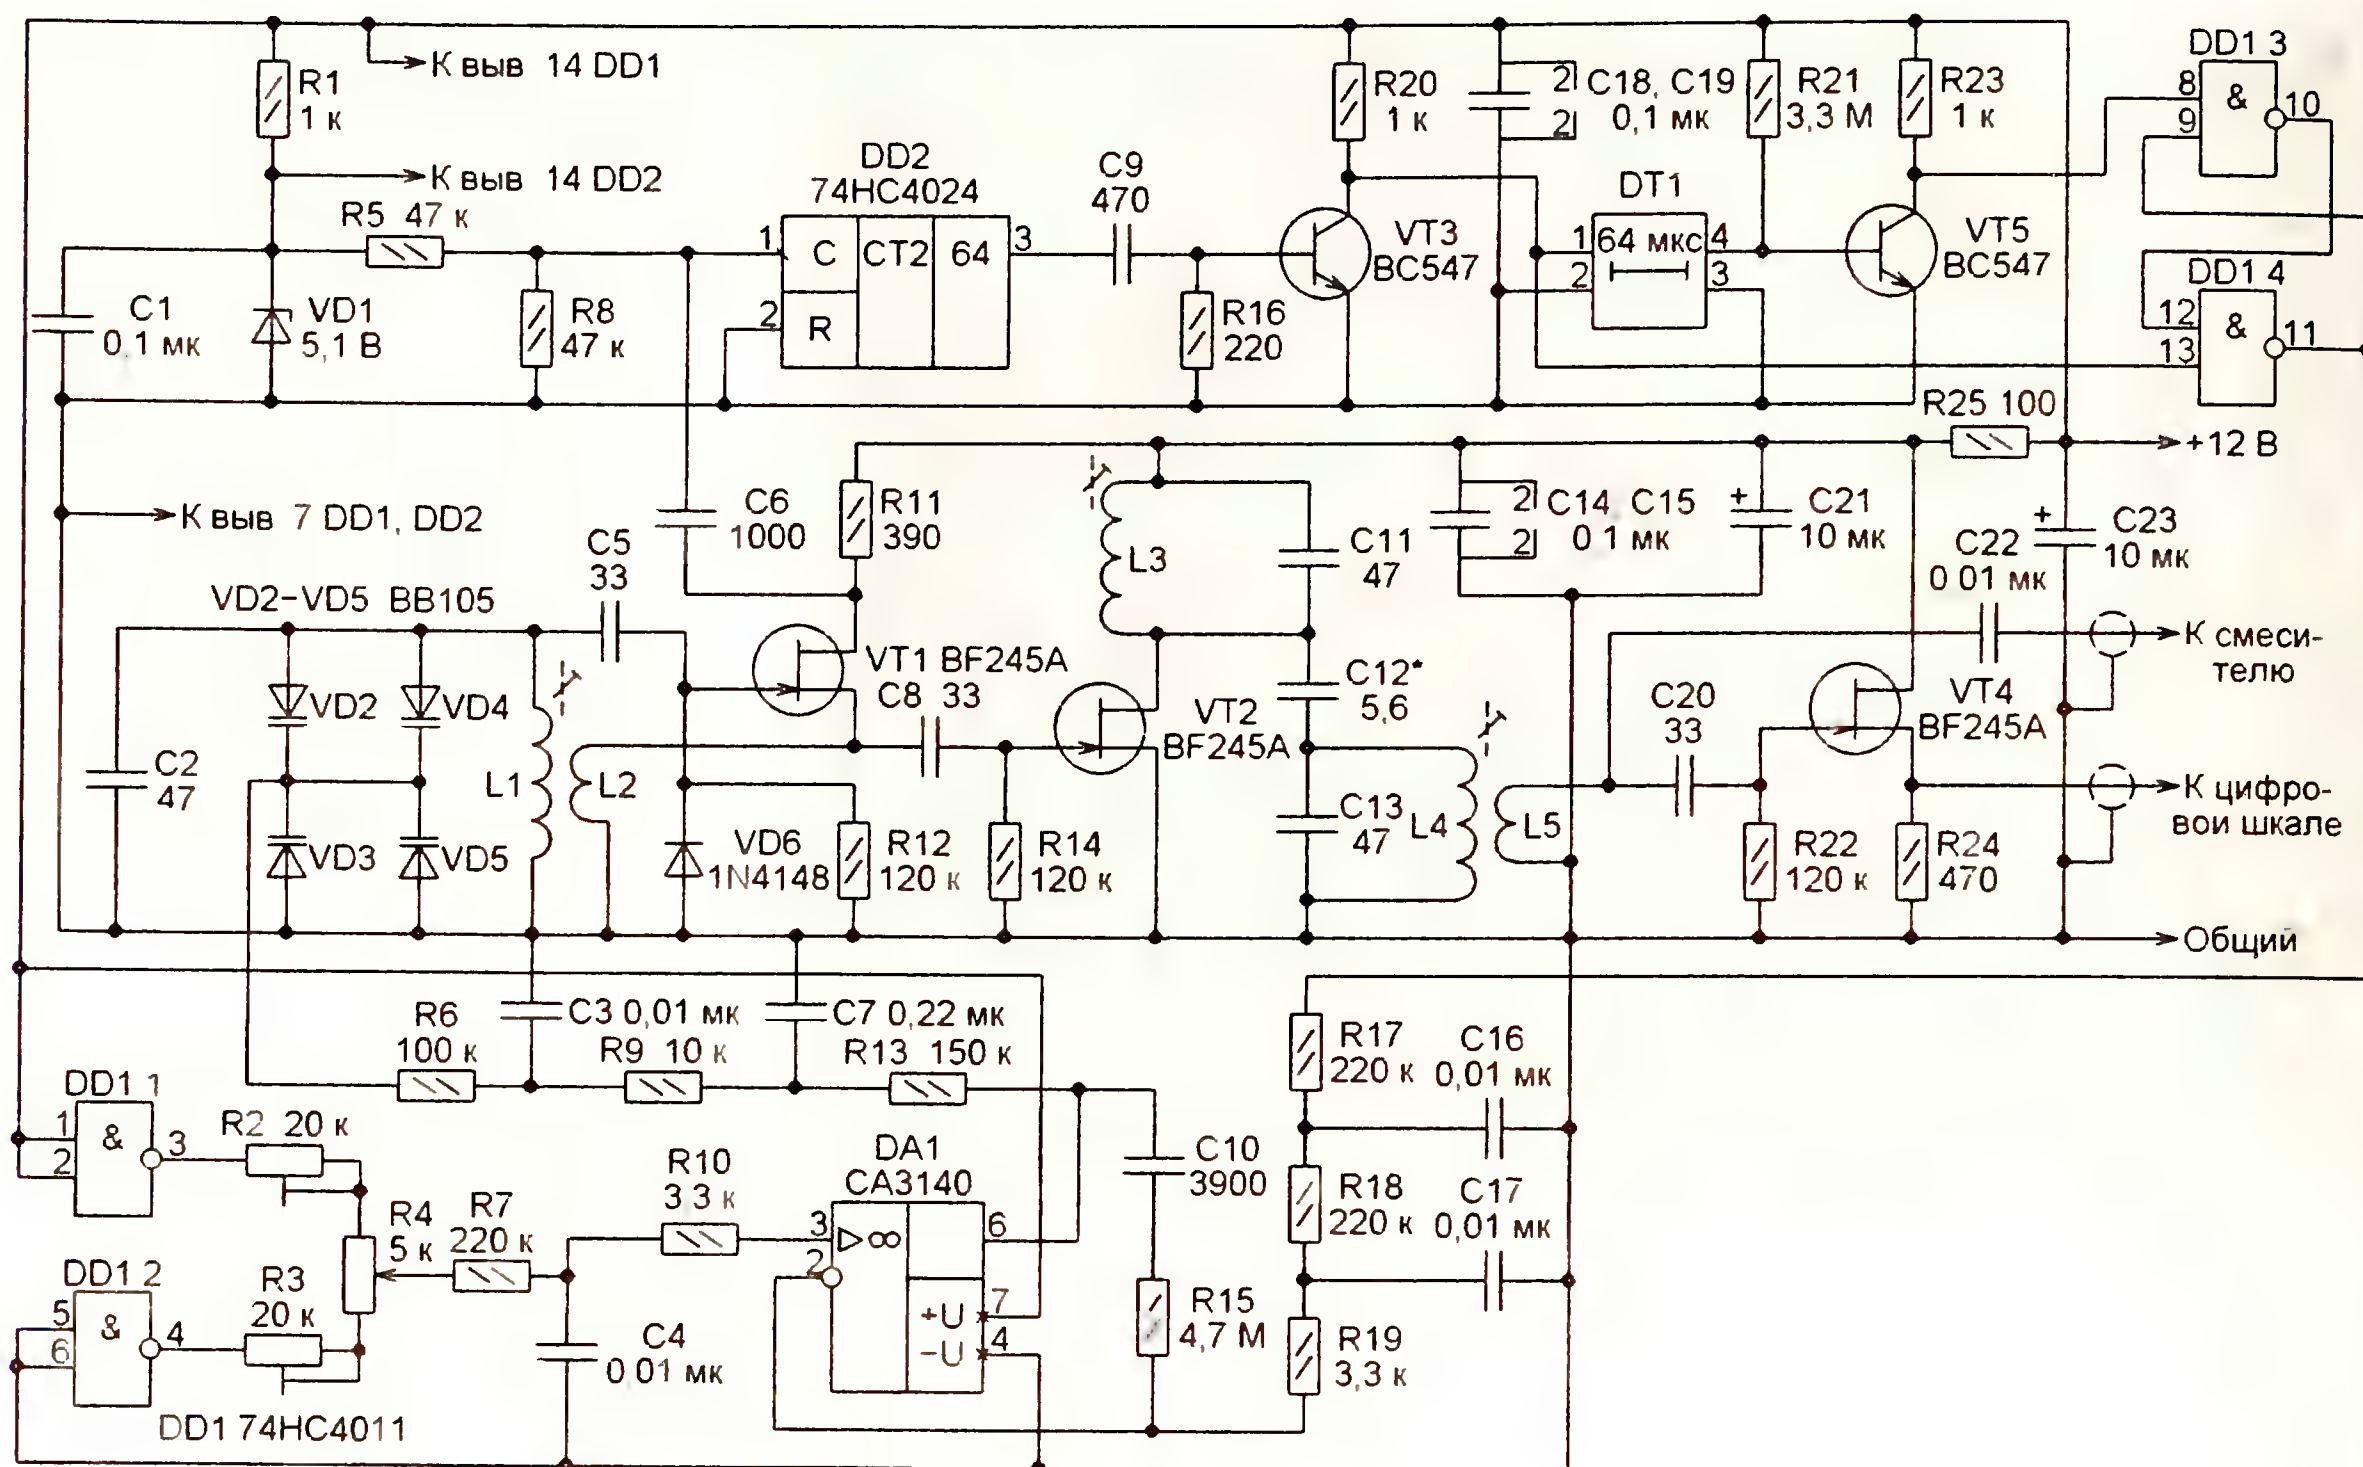 К выв 14 DD1
R1
1 к
К выв 14 DD2
R5 47 к
C1
0,1 мк
VD1
5,1 В
R8
47 к
DD2
74HC4024
1
C
CT2
64
3
2
R
C9
470
R16
220
R20
1 к
VT3
BC547
2
2
C18, C19
0,1 мк
R21
3,3 М
R23
1 к
DT1
1
64 мкс
4
2
3
VT5
BC547
DD1 3
8
&
10
9
DD1 4
12
&
11
13
R25 100
+12 В
К выв 7 DD1, DD2
C6
1000
R11
390
C5
33
VD2-VD5 BB105
VT1 BF245A
C8 33
L3
C11
47
C12*
5,6
2
2
C14, C15
0 1 мк
+
C21
10 мк
C22
0 01 мк
+
C23
10 мк
К смеси-
телю
VD2
VD4
C2
47
VD3
VD5
L1
L2
VD6
1N4148
R12
120 к
R14
120 к
VT2
BF245A
C13
47
L4
L5
C20
33
VT4
BF245A
R22
120 к
R24
470
К цифро-
вои шкале
Общий
C3 0,01 мк
C7 0,22 мк
R6
100 к
R9 10 к
R13 150 к
R17
220 к
C16
0,01 мк
DD1 1
1
&
3
2
R2 20 к
R4
5 к
R7
220 к
R10
3,3 к
DA1
CA3140
3
▷∞
6
2
+U
7
-U
4
C10
3900
R18
220 к
C17
0,01 мк
DD1 2
5
&
4
6
R3
20 к
C4
0,01 мк
R15
4,7 М
R19
3,3 к
DD1 74HC4011